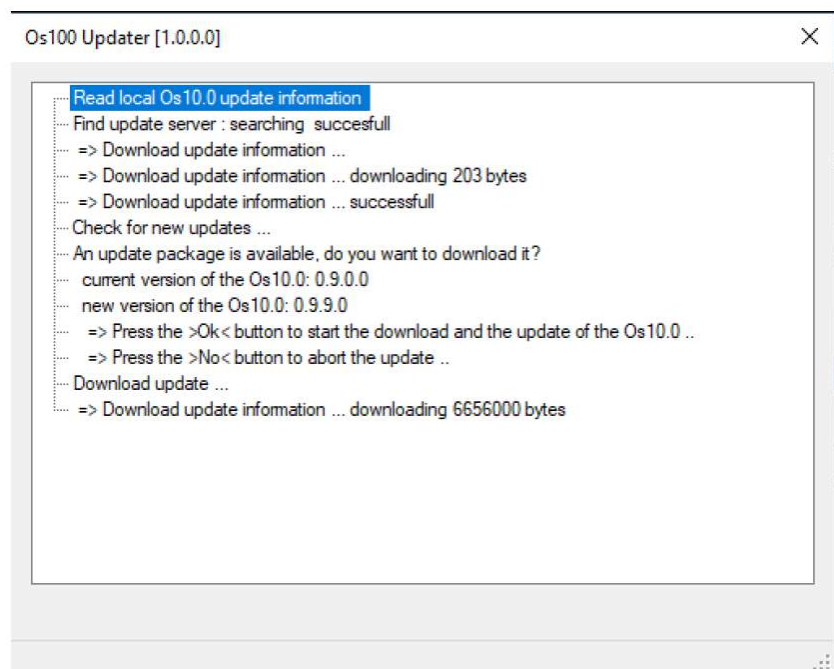 Os100 Updater [1.0.0.0]
Read local Os10.0 update information
Find update server : searching  succesfull
=> Download update information ...
=> Download update information ... downloading 203 bytes
=> Download update information ... successfull
Check for new updates ...
An update package is available, do you want to download it?
current version of the Os10.0: 0.9.0.0
new version of the Os10.0: 0.9.9.0
=> Press the >Ok< button to start the download and the update of the Os10.0 ..
=> Press the >No< button to abort the update ..
Download update ...
=> Download update information ... downloading 6656000 bytes